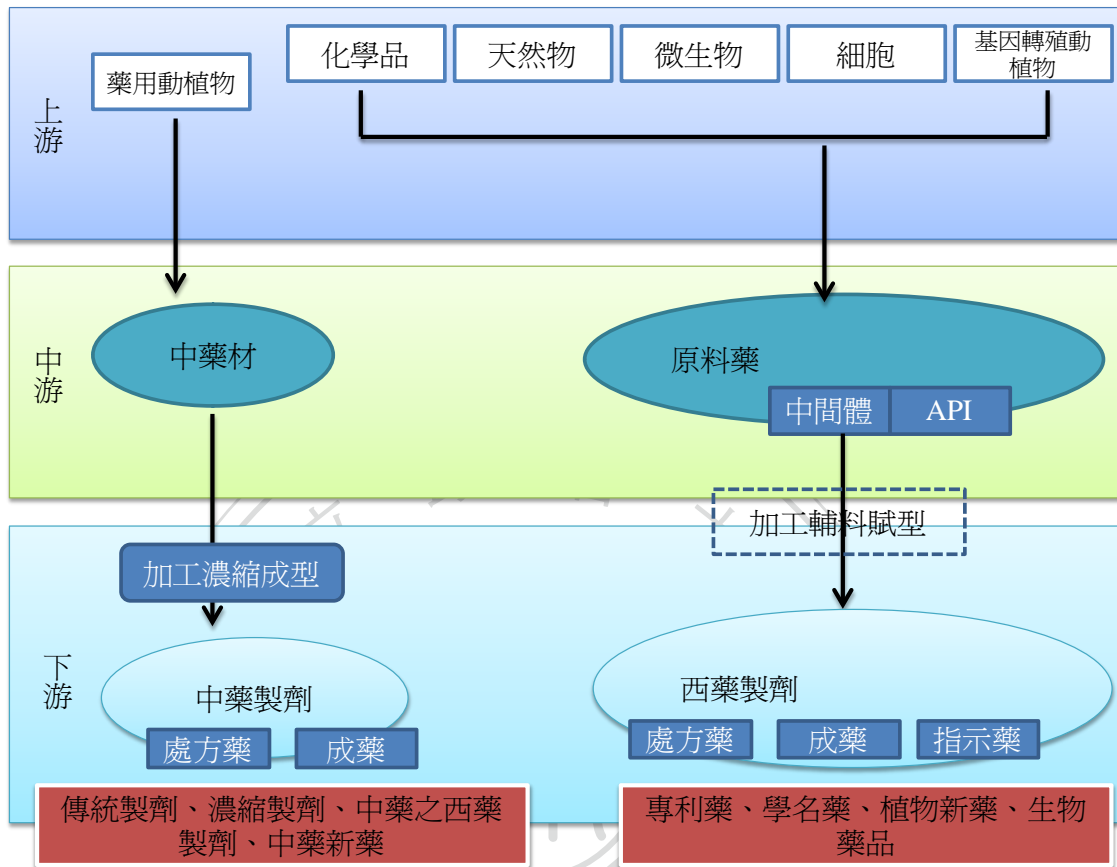 上游
藥用動植物
化學品
天然物
微生物
細胞
基因轉殖動
植物
中游
中藥材
原料藥
中間體
API
加工輔料賦型
加工濃縮成型
下游
中藥製劑
處方藥
成藥
西藥製劑
處方藥
成藥
指示藥
傳統製劑、濃縮製劑、中藥之西藥
製劑、中藥新藥
專利藥、學名藥、植物新藥、生物
藥品